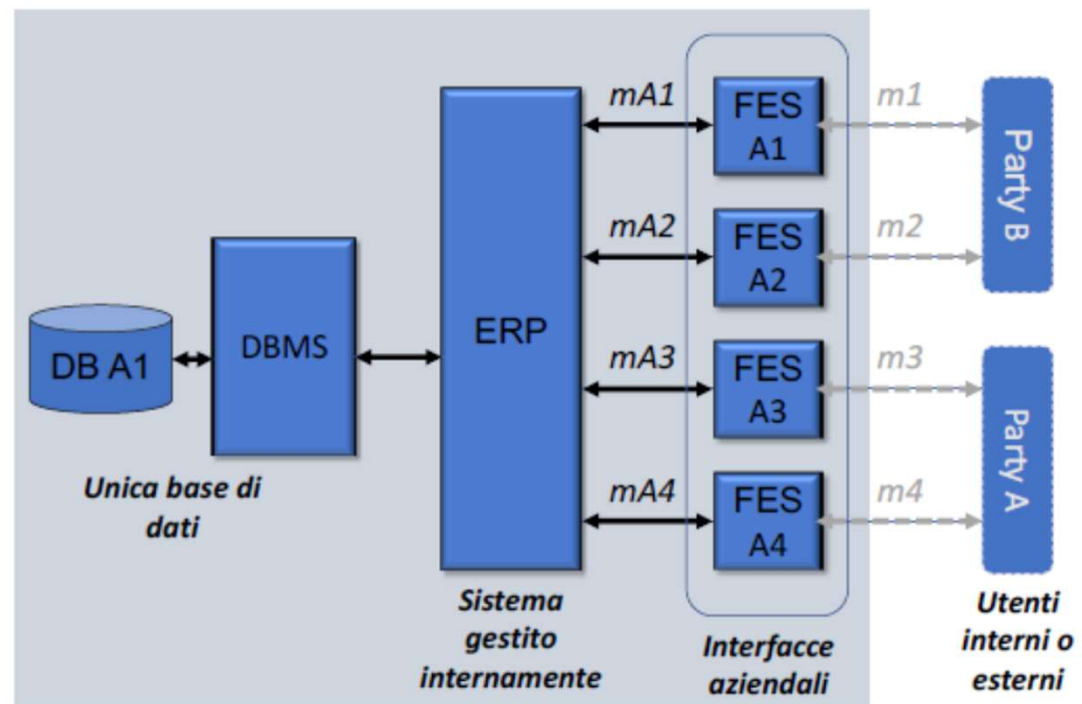 mA1
FES
A1
m1
Party B
mA2
FES
A2
m2
DB A1
DBMS
ERP
mA3
FES
A3
m3
Party A
mA4
FES
A4
m4
Unica base di
dati
Sistema
gestito
internamente
Interfacce
aziendali
Utenti
interni o
esterni